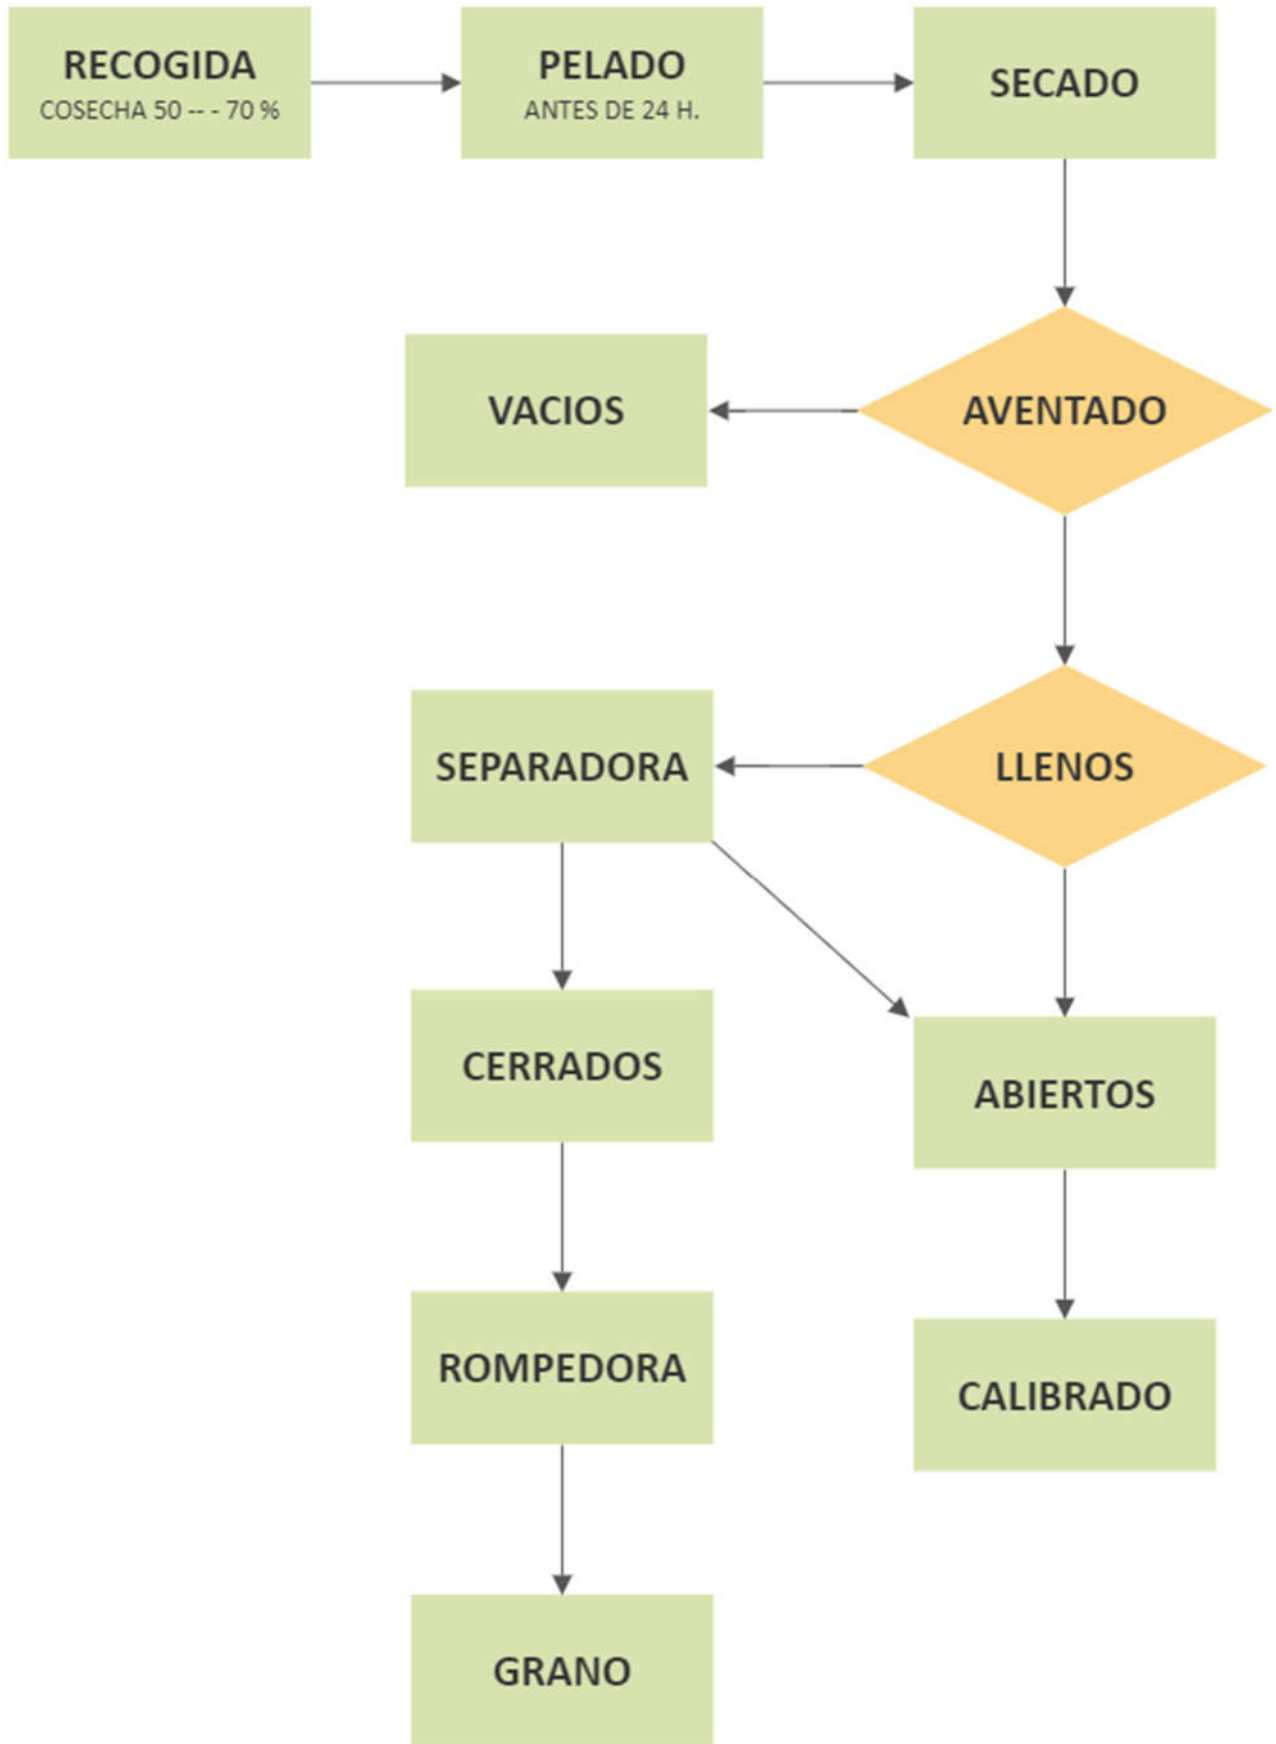 RECOGIDA
COSECHA 50 -- - 70 %
PELADO
ANTES DE 24 H.
SECADO
VACIOS
AVENTADO
SEPARADORA
LLENOS
CERRADOS
ABIERTOS
ROMPEDORA
CALIBRADO
GRANO